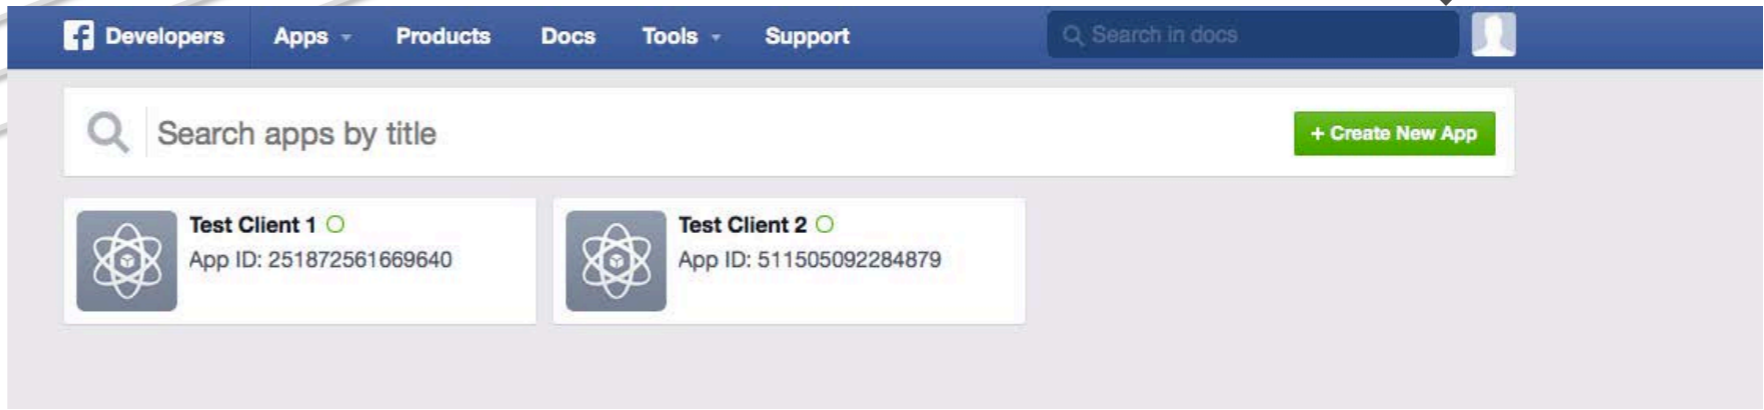 Developers Apps Products Docs Tools Support Search in docs
Search apps by title + Create New App
Test Client 1
App ID: 251872561669640
Test Client 2
App ID: 511505092284879